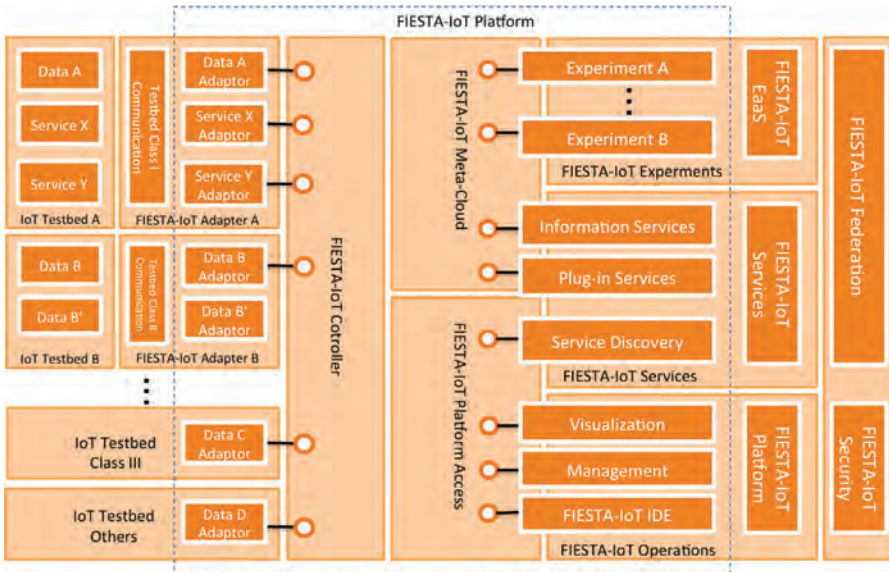 FIESTA-IoT Platform
Data A
Service X
Service Y
IoT Testbed A
Testbed Class I
Communication
Data A
Adaptor
Service X
Adaptor
Service Y
Adaptor
FIESTA-IoT Adapter A
Data B
Data B'
IoT Testbed B
Testbed Class II
Communication
Data B
Adaptor
Data B'
Adaptor
FIESTA-IoT Adapter B
IoT Testbed
Class III
Data C
Adaptor
IoT Testbed
Others
Data D
Adaptor
FIESTA-IoT Cotroller
FIESTA-IoT Meta-Cloud
FIESTA-IoT Platform Access
Experiment A
Experiment B
FIESTA-IoT Experments
FIESTA-IoT
EaaS
Information Services
Plug-in Services
Service Discovery
FIESTA-IoT Services
FIESTA-IoT
Services
Visualization
Management
FIESTA-IoT IDE
FIESTA-IoT Operations
FIESTA-IoT
Platform
FIESTA-IoT Federation
FIESTA-IoT
Security